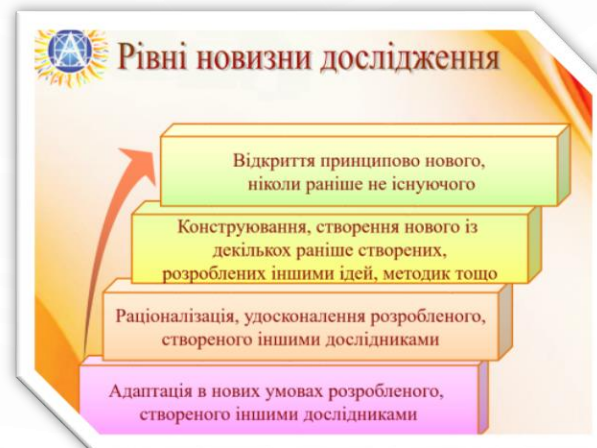 Рівні новизни дослідження
Відкриття принципово нового,
ніколи раніше не існуючого
Конструювання, створення нового із
декількох раніше створених,
розроблених іншими ідей, методик тощо
Раціоналізація, удосконалення розробленого,
створеного іншими дослідниками
Адаптація в нових умовах розробленого,
створеного іншими дослідниками